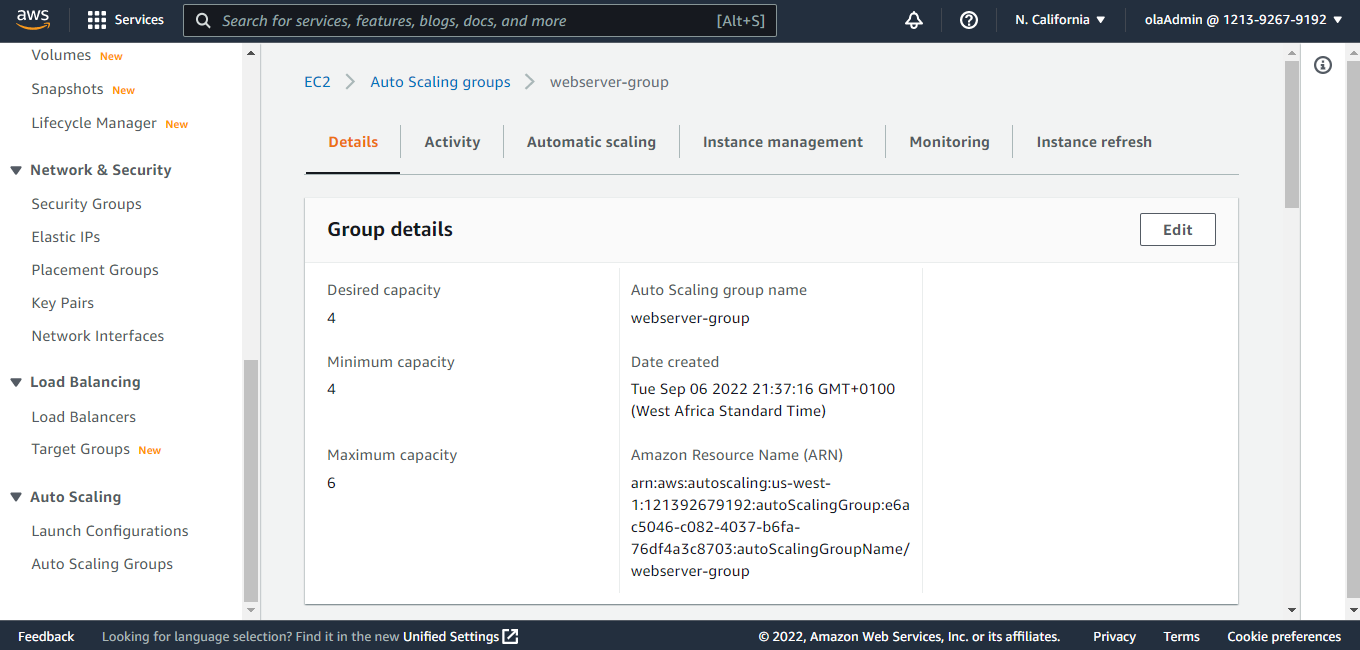 aws
Services
Search for services, features, blogs, docs, and more
[Alt+S]
N. California
olaAdmin @ 1213-9267-9192
Volumes New
Snapshots New
Lifecycle Manager New
Network & Security
Security Groups
Elastic IPs
Placement Groups
Key Pairs
Network Interfaces
Load Balancing
Load Balancers
Target Groups New
Auto Scaling
Launch Configurations
Auto Scaling Groups
EC2
Auto Scaling groups
webserver-group
Details
Activity
Automatic scaling
Instance management
Monitoring
Instance refresh
Group details
Edit
Desired capacity
4
Minimum capacity
4
Maximum capacity
6
Auto Scaling group name
webserver-group
Date created
Tue Sep 06 2022 21:37:16 GMT+0100
(West Africa Standard Time)
Amazon Resource Name (ARN)
arn:aws:autoscaling:us-west-
1:121392679192:autoScalingGroup:e6a
c5046-c082-4037-b6fa-
76df4a3c8703:autoScalingGroupName/
webserver-group
Feedback
Looking for language selection? Find it in the new Unified Settings
© 2022, Amazon Web Services, Inc. or its affiliates.
Privacy
Terms
Cookie preferences